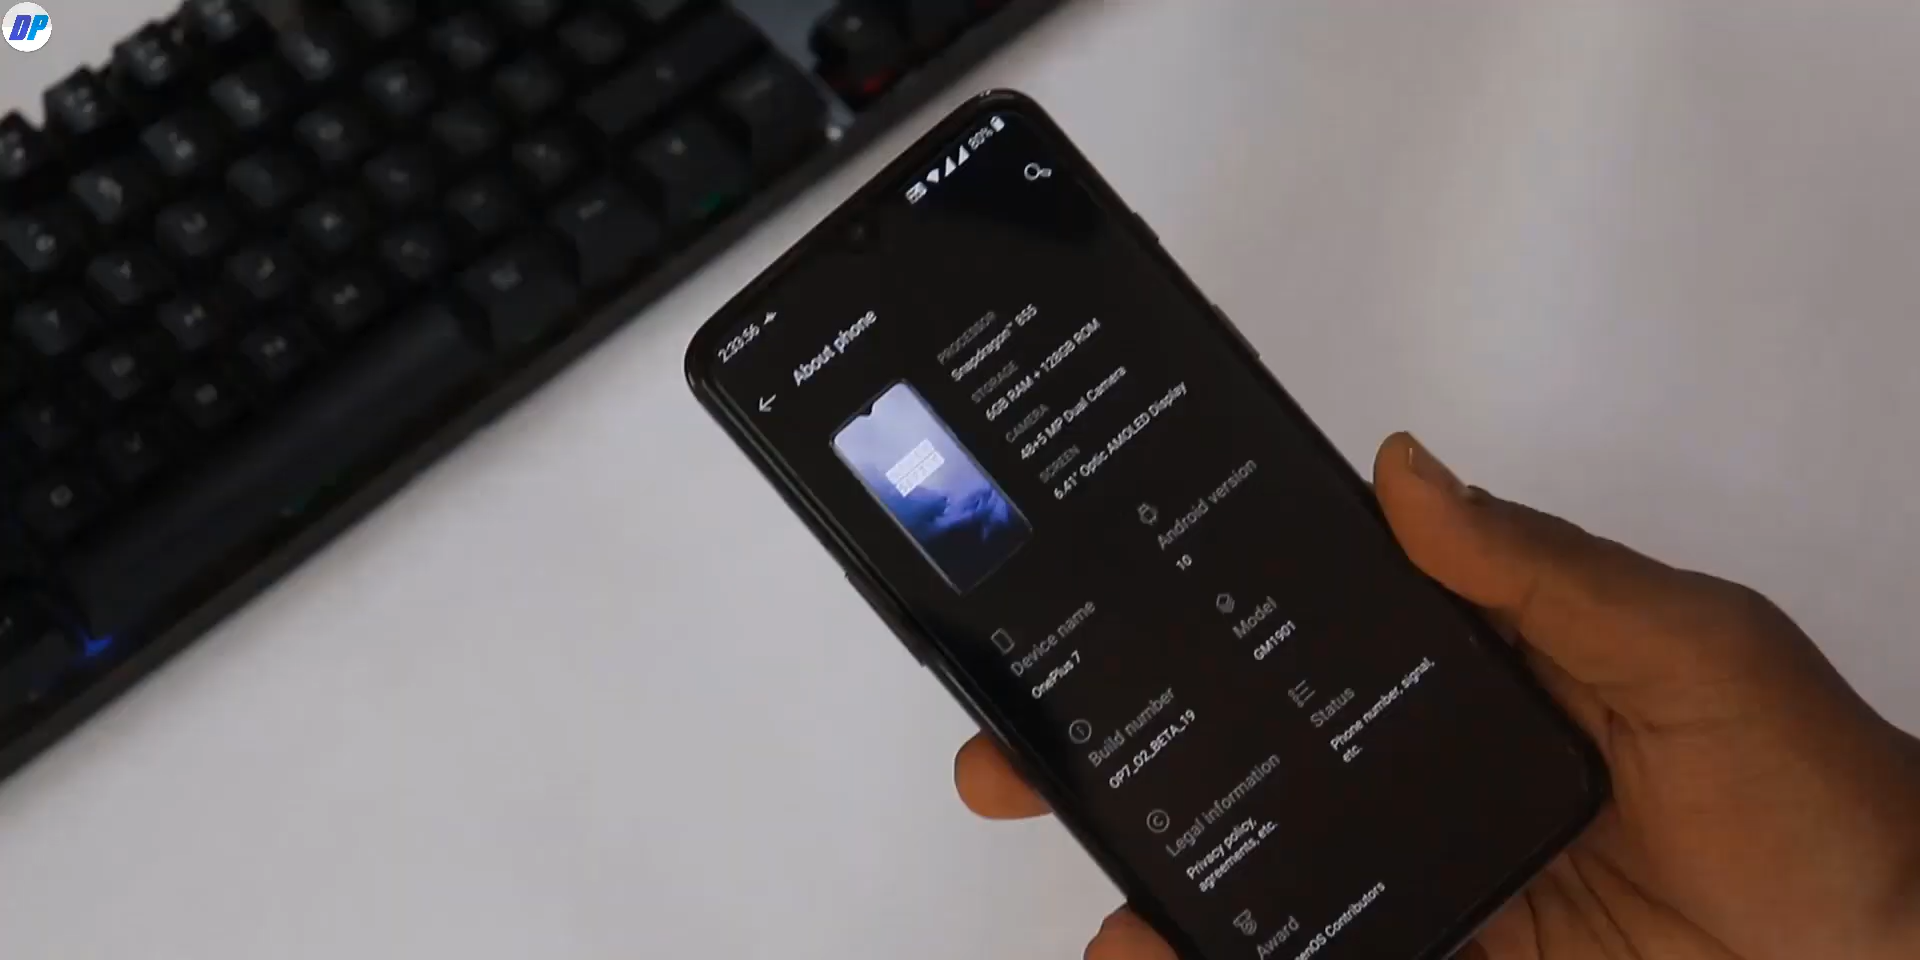 DP
80%
2:33:56
About phone
PROCESSOR
Snapdragon™ 855
STORAGE
6GB RAM + 128GB ROM
CAMERA
48+5 MP Dual Camera
SCREEN
6.41" Optic AMOLED Display
Android version
10
Device name
OnePlus 7
Model
GM1901
Build number
OP7_O2_BETA_19
Status
Phone number, signal,
etc.
Legal information
Privacy policy,
agreements, etc.
Award
Contributors